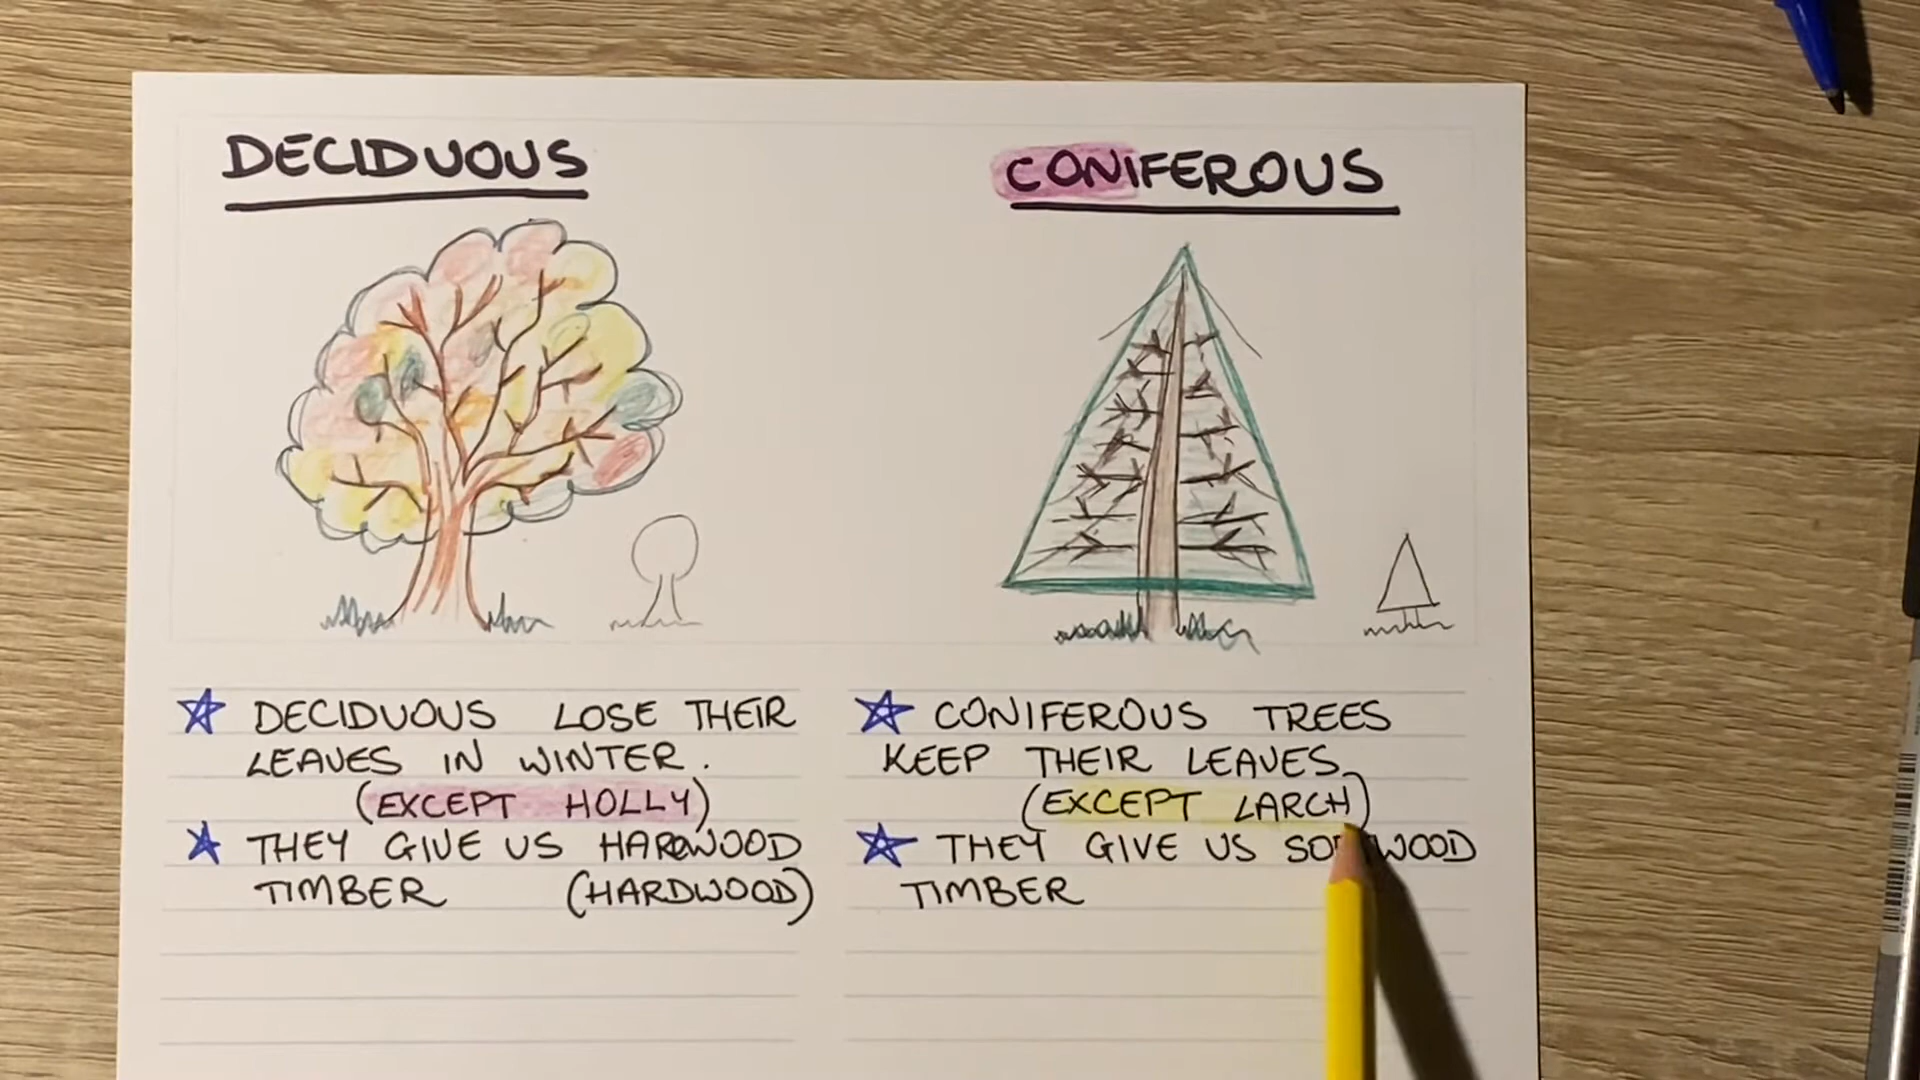 DECIDUOUS
CONIFEROUS
☆ DECIDUOUS LOSE THEIR
LEAVES IN WINTER.
(EXCEPT HOLLY)
☆ THEY GIVE US HARDWOOD
TIMBER (HARDWOOD)
☆ CONIFEROUS TREES
KEEP THEIR LEAVES
(EXCEPT LARCH)
☆ THEY GIVE US SOFTWOOD
TIMBER